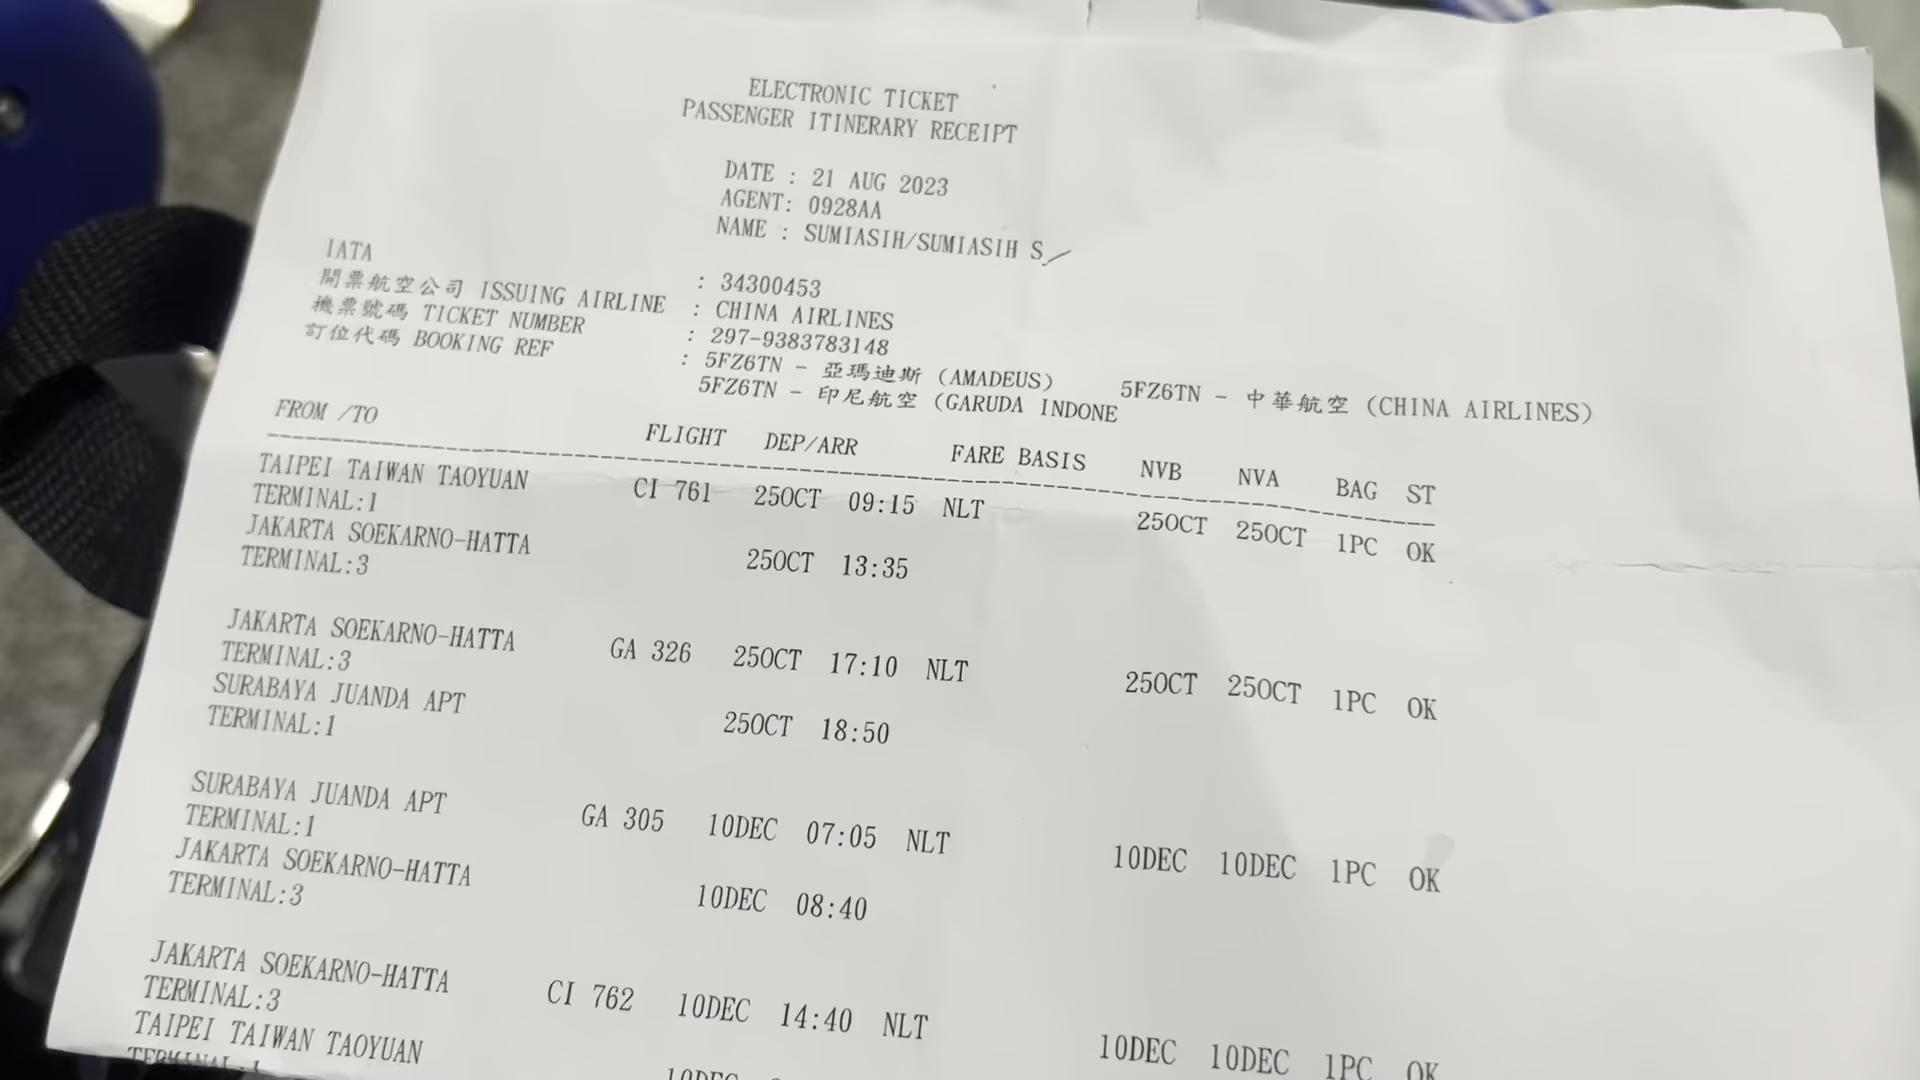 ELECTRONIC TICKET
PASSENGER ITINERARY RECEIPT
DATE : 21 AUG 2023
AGENT: 0928AA
NAME : SUMIASIH/SUMIASIH S
IATA : 34300453
開票航空公司 ISSUING AIRLINE : CHINA AIRLINES
機票號碼 TICKET NUMBER : 297-9383783148
訂位代碼 BOOKING REF : 5FZ6TN - 亞瑪迪斯 (AMADEUS) 5FZ6TN - 中華航空 (CHINA AIRLINES)
5FZ6TN - 印尼航空 (GARUDA INDONE
FROM /TO FLIGHT DEP/ARR FARE BASIS NVB NVA BAG ST
TAIPEI TAIWAN TAOYUAN CI 761 25OCT 09:15 NLT 25OCT 25OCT 1PC OK
TERMINAL:1
JAKARTA SOEKARNO-HATTA 25OCT 13:35
TERMINAL:3
JAKARTA SOEKARNO-HATTA GA 326 25OCT 17:10 NLT 25OCT 25OCT 1PC OK
TERMINAL:3
SURABAYA JUANDA APT 25OCT 18:50
TERMINAL:1
SURABAYA JUANDA APT GA 305 10DEC 07:05 NLT 10DEC 10DEC 1PC OK
TERMINAL:1
JAKARTA SOEKARNO-HATTA 10DEC 08:40
TERMINAL:3
JAKARTA SOEKARNO-HATTA CI 762 10DEC 14:40 NLT 10DEC 10DEC 1PC OK
TERMINAL:3
TAIPEI TAIWAN TAOYUAN 10DEC
TERMINAL:1